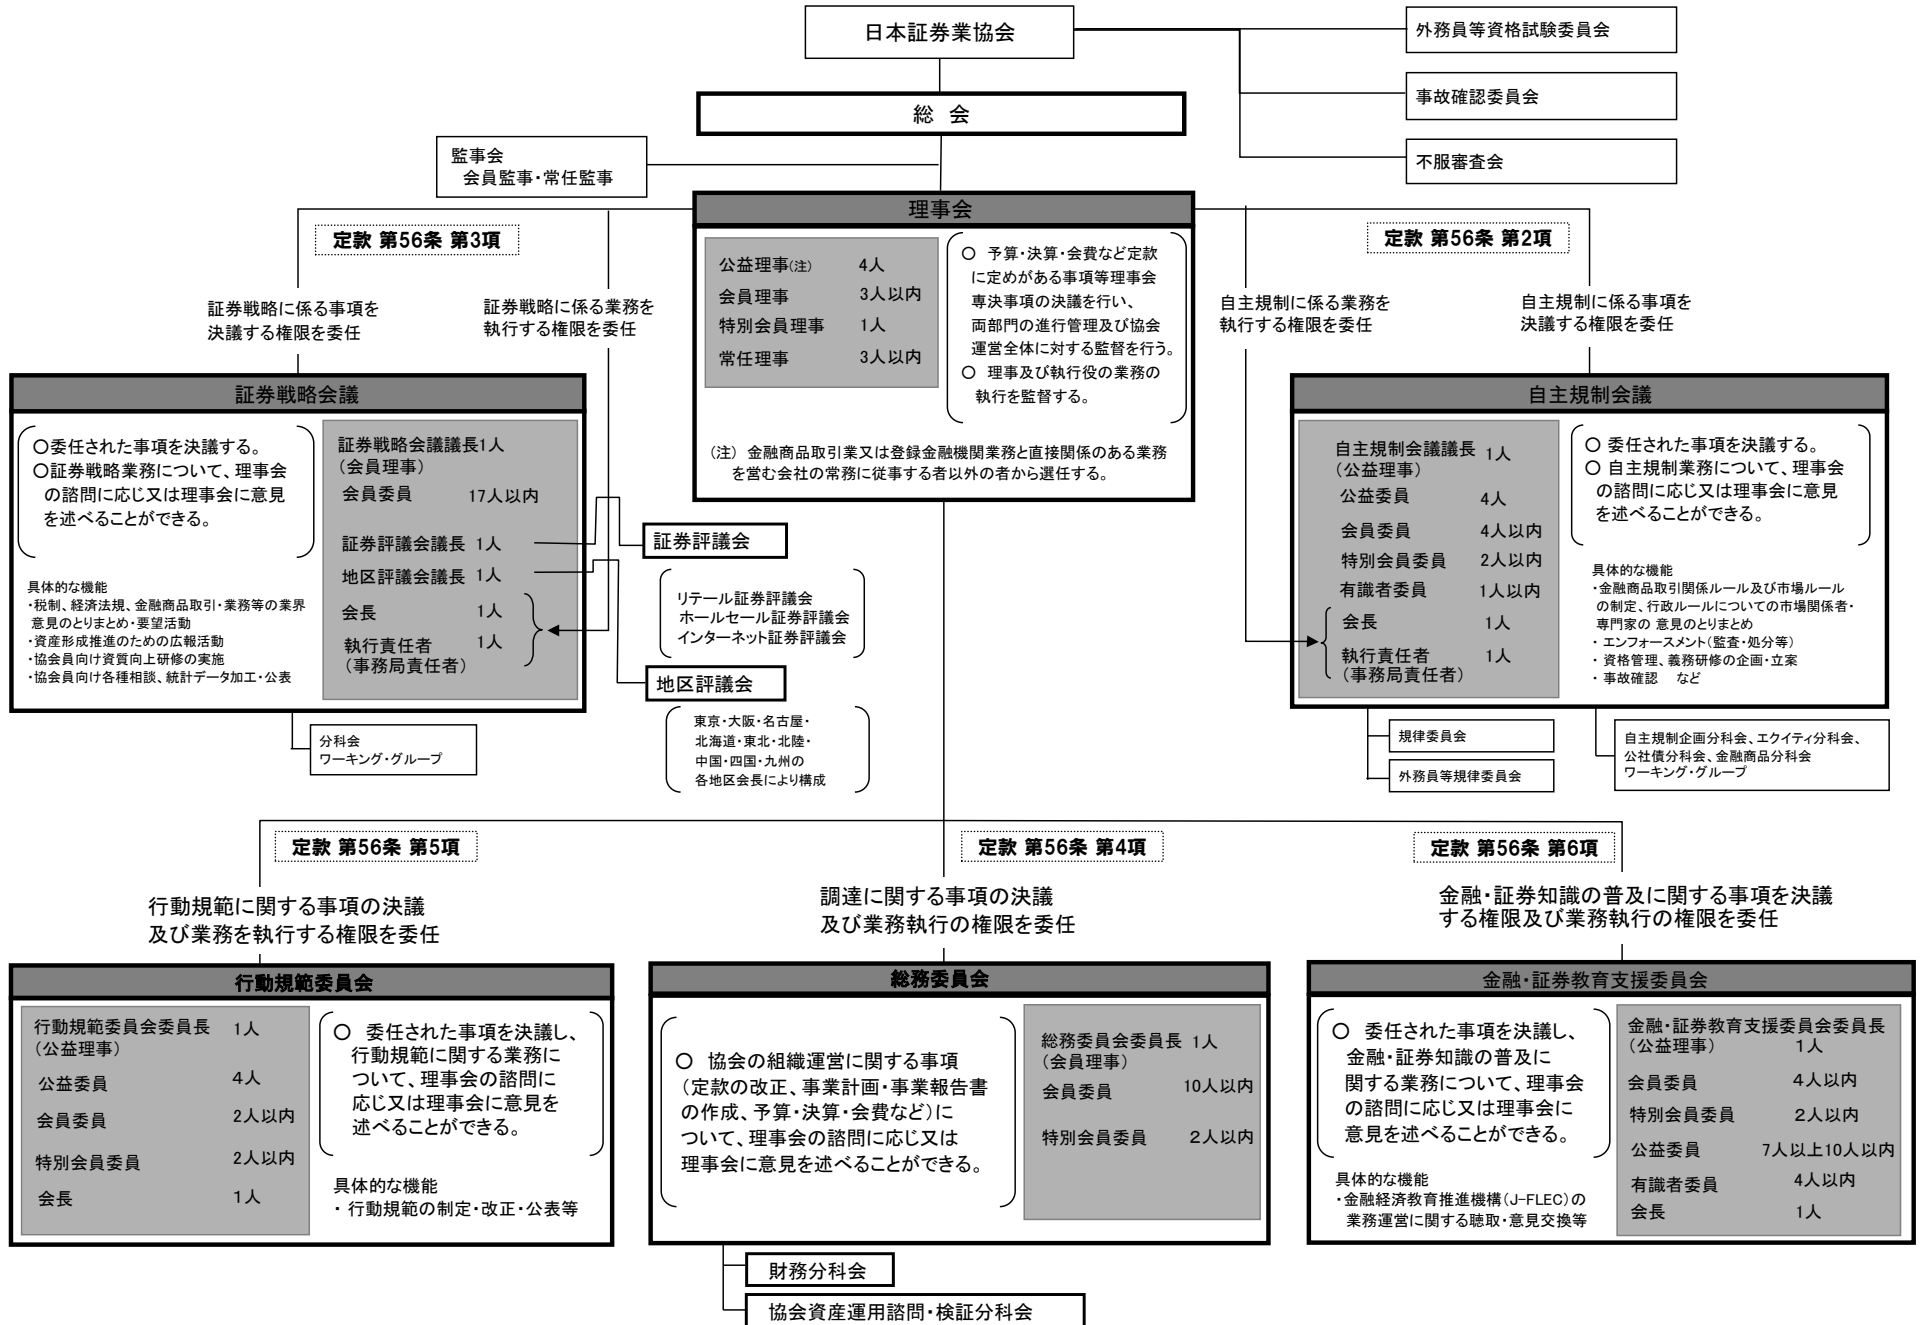 日本証券業協会
外務員等資格試験委員会
事故確認委員会
不服審査会
総 会
監事会
会員監事・常任監事
理事会
公益理事(注) 4人
会員理事 3人以内
特別会員理事 1人
常任理事 3人以内
○ 予算・決算・会費など定款
に定めがある事項等理事会
専決事項の決議を行い、
両部門の進行管理及び協会
運営全体に対する監督を行う。
○ 理事及び執行役の業務の
執行を監督する。
(注) 金融商品取引業又は登録金融機関業務と直接関係のある業務
を営む会社の常務に従事する者以外の者から選任する。
定款 第56条 第3項
証券戦略に係る事項を
決議する権限を委任
証券戦略に係る業務を
執行する権限を委任
定款 第56条 第2項
自主規制に係る業務を
執行する権限を委任
自主規制に係る事項を
決議する権限を委任
証券戦略会議
○委任された事項を決議する。
○証券戦略業務について、理事会
の諮問に応じ又は理事会に意見
を述べることができる。
具体的な機能
・税制、経済法規、金融商品取引・業務等の業界
意見のとりまとめ・要望活動
・資産形成推進のための広報活動
・協会員向け資質向上研修の実施
・協会員向け各種相談、統計データ加工・公表
証券戦略会議議長1人
(会員理事)
会員委員 17人以内
証券評議会議長 1人
地区評議会議長 1人
会長 1人
執行責任者 1人
(事務局責任者)
分科会
ワーキング・グループ
証券評議会
リテール証券評議会
ホールセール証券評議会
インターネット証券評議会
地区評議会
東京・大阪・名古屋・
北海道・東北・北陸・
中国・四国・九州の
各地区会長により構成
自主規制会議
自主規制会議議長 1人
(公益理事)
公益委員 4人
会員委員 4人以内
特別会員委員 2人以内
有識者委員 1人以内
会長 1人
執行責任者 1人
(事務局責任者)
○ 委任された事項を決議する。
○ 自主規制業務について、理事会
の諮問に応じ又は理事会に意見
を述べることができる。
具体的な機能
・金融商品取引関係ルール及び市場ルール
の制定、行政ルールについての市場関係者・
専門家の 意見のとりまとめ
・ エンフォースメント(監査・処分等)
・ 資格管理、義務研修の企画・立案
・ 事故確認 など
規律委員会
外務員等規律委員会
自主規制企画分科会、エクイティ分科会、
公社債分科会、金融商品分科会
ワーキング・グループ
定款 第56条 第5項
行動規範に関する事項の決議
及び業務を執行する権限を委任
定款 第56条 第4項
調達に関する事項の決議
及び業務執行の権限を委任
定款 第56条 第6項
金融・証券知識の普及に関する事項を決議
する権限及び業務執行の権限を委任
行動規範委員会
行動規範委員会委員長 1人
(公益理事)
公益委員 4人
会員委員 2人以内
特別会員委員 2人以内
会長 1人
○ 委任された事項を決議し、
行動規範に関する業務に
ついて、理事会の諮問に
応じ又は理事会に意見を
述べることができる。
具体的な機能
・ 行動規範の制定・改正・公表等
総務委員会
○ 協会の組織運営に関する事項
(定款の改正、事業計画・事業報告書
の作成、予算・決算・会費など)に
ついて、理事会の諮問に応じ又は
理事会に意見を述べることができる。
総務委員会委員長 1人
(会員理事)
会員委員 10人以内
特別会員委員 2人以内
財務分科会
協会資産運用諮問・検証分科会
金融・証券教育支援委員会
○ 委任された事項を決議し、
金融・証券知識の普及に
関する業務について、理事会
の諮問に応じ又は理事会に
意見を述べることができる。
具体的な機能
・金融経済教育推進機構(J-FLEC)の
業務運営に関する聴取・意見交換等
金融・証券教育支援委員会委員長
(公益理事) 1人
会員委員 4人以内
特別会員委員 2人以内
公益委員 7人以上10人以内
有識者委員 4人以内
会長 1人